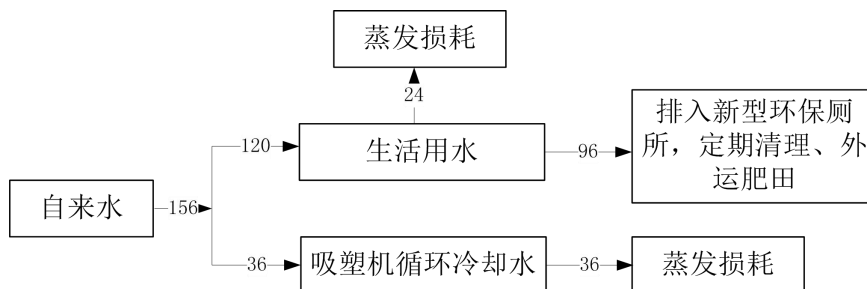 蒸发损耗
24
120
生活用水
96
排入新型环保厕
所，定期清理、外
运肥田
自来水
156
36
吸塑机循环冷却水
36
蒸发损耗